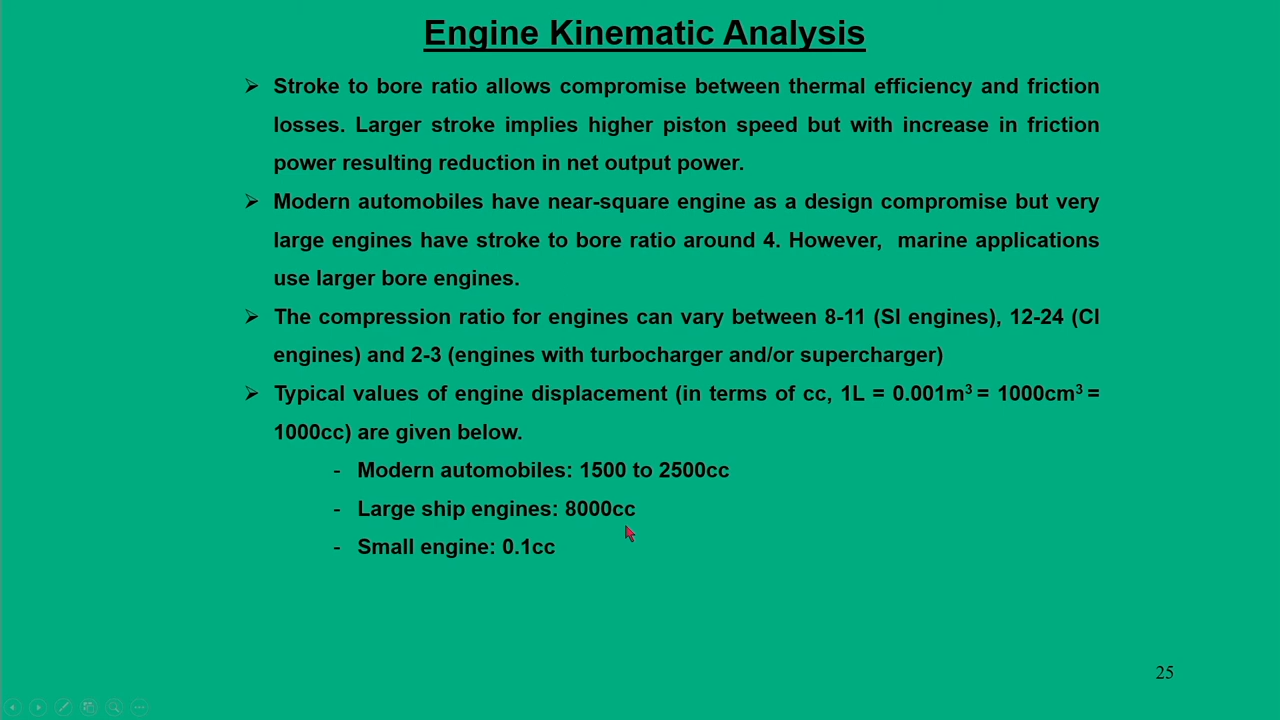 Engine Kinematic Analysis
➢ Stroke to bore ratio allows compromise between thermal efficiency and friction
losses. Larger stroke implies higher piston speed but with increase in friction
power resulting reduction in net output power.
➢ Modern automobiles have near-square engine as a design compromise but very
large engines have stroke to bore ratio around 4. However, marine applications
use larger bore engines.
➢ The compression ratio for engines can vary between 8-11 (SI engines), 12-24 (CI
engines) and 2-3 (engines with turbocharger and/or supercharger)
➢ Typical values of engine displacement (in terms of cc, 1L = 0.001m³ = 1000cm³ =
1000cc) are given below.
- Modern automobiles: 1500 to 2500cc
- Large ship engines: 8000cc
- Small engine: 0.1cc
25